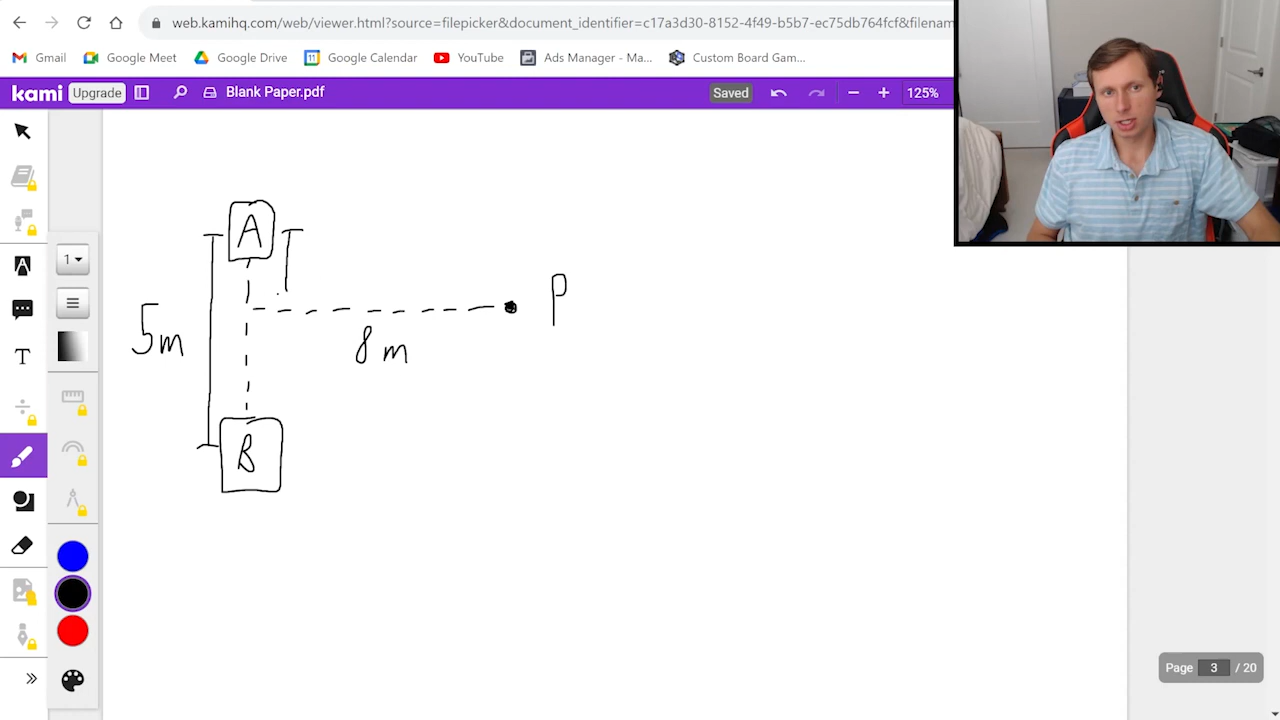 web.kamihq.com/web/viewer.html?source=filepicker&document_identifier=c17a3d30-8152-4f49-b5b7-ec75db764fcf&filenam
Gmail
Google Meet
Google Drive
Google Calendar
YouTube
Ads Manager - Ma...
Custom Board Gam...
kami
Upgrade
Blank Paper.pdf
Saved
125%
A
P
5m
8 m
B
1
A
T
Page 3 / 20